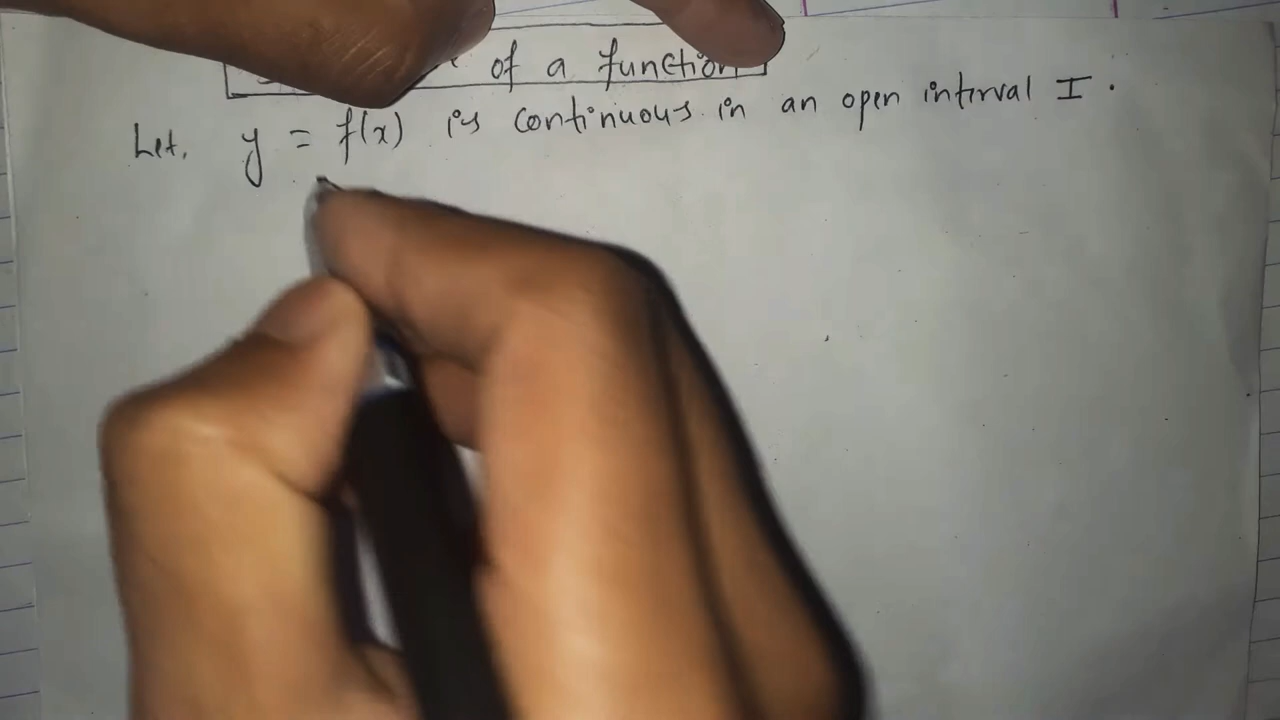 of a function
Let, y = f(x) is continuous in an open interval I.